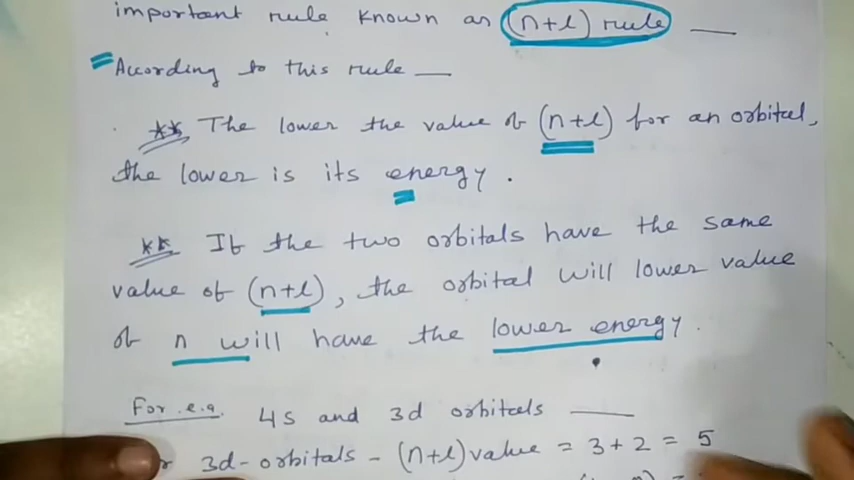 important rule known as (n+l) rule —
According to this rule —
** The lower the value of (n+l) for an orbital,
the lower is its energy.
** If the two orbitals have the same
value of (n+l), the orbital will lower value
of n will have the lower energy.
For e.g. 4s and 3d orbitals —
3d-orbitals - (n+l) value = 3+2 = 5